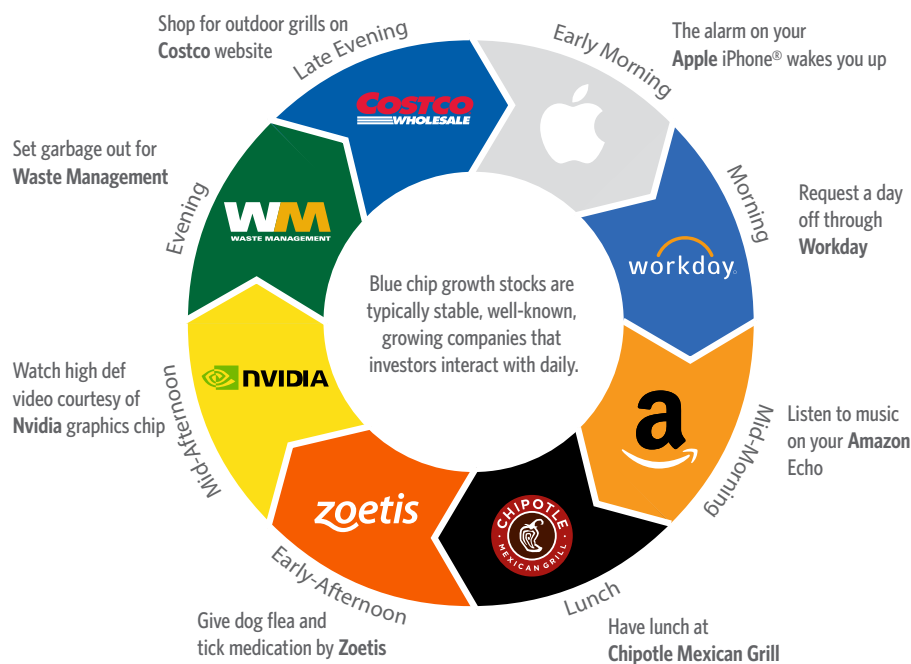 Early Morning
The alarm on your
Apple iPhone® wakes you up
Morning
workday
Request a day
off through
Workday
Mid-Morning
a
Listen to music
on your Amazon
Echo
Lunch
CHIPOTLE
MEXICAN GRILL
Have lunch at
Chipotle Mexican Grill
Early-Afternoon
zoetis
Give dog flea and
tick medication by Zoetis
Mid-Afternoon
NVIDIA
Watch high def
video courtesy of
Nvidia graphics chip
Evening
WM
WASTE MANAGEMENT
Set garbage out for
Waste Management
Late Evening
COSTCO
WHOLESALE
Shop for outdoor grills on
Costco website
Blue chip growth stocks are
typically stable, well-known,
growing companies that
investors interact with daily.